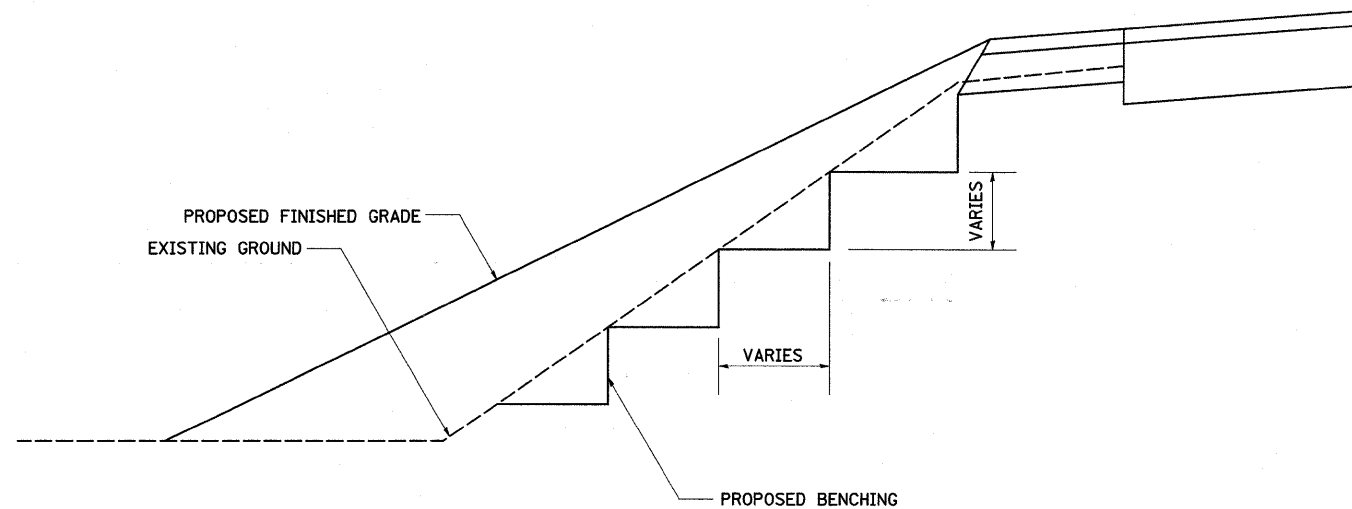 PROPOSED FINISHED GRADE
EXISTING GROUND
VARIES
VARIES
PROPOSED BENCHING